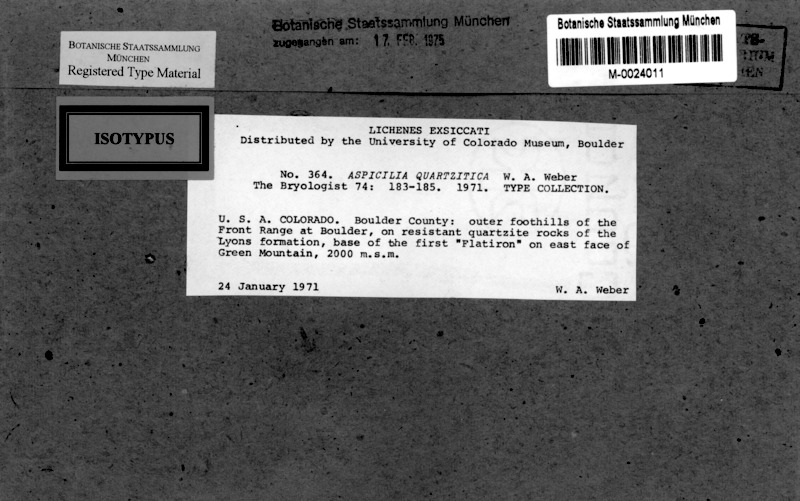 Botanische Staatssammlung München
zugegangen am: 17. FEB. 1975
Botanische Staatssammlung München
M-0024011
BOTANISCHE STAATSSAMMLUNG
MÜNCHEN
Registered Type Material
ISOTYPUS
LICHENES EXSICCATI
Distributed by the University of Colorado Museum, Boulder
No. 364. ASPICILIA QUARTZITICA W. A. Weber
The Bryologist 74: 183-185. 1971. TYPE COLLECTION.
U. S. A. COLORADO. Boulder County: outer foothills of the
Front Range at Boulder, on resistant quartzite rocks of the
Lyons formation, base of the first "Flatiron" on east face of
Green Mountain, 2000 m.s.m.
24 January 1971 W. A. Weber